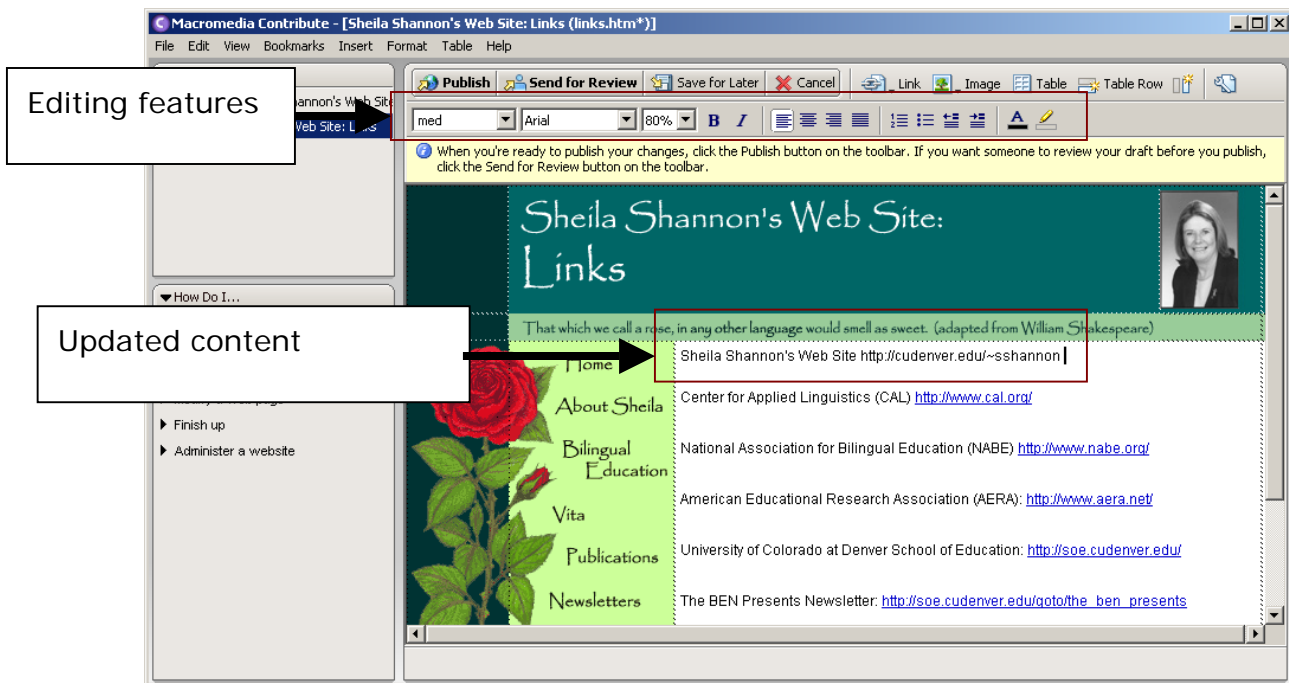 Macromedia Contribute - [Sheila Shannon's Web Site: Links (links.htm*)]
File Edit View Bookmarks Insert Format Table Help
Publish Send for Review Save for Later Cancel Link Image Table Table Row
Editing features
hannon's Web Site
Web Site: Links
med Arial 80% B I A
When you're ready to publish your changes, click the Publish button on the toolbar. If you want someone to review your draft before you publish,
click the Send for Review button on the toolbar.
Sheila Shannon's Web Site:
Links
How Do I...
That which we call a rose, in any other language would smell as sweet. (adapted from William Shakespeare)
Updated content
Finish up
Administer a website
Home
About Sheila
Bilingual
Education
Vita
Publications
Newsletters
Sheila Shannon's Web Site http://cudenver.edu/~sshannon
Center for Applied Linguistics (CAL) http://www.cal.org/
National Association for Bilingual Education (NABE) http://www.nabe.org/
American Educational Research Association (AERA): http://www.aera.net/
University of Colorado at Denver School of Education: http://soe.cudenver.edu/
The BEN Presents Newsletter: http://soe.cudenver.edu/goto/the_ben_presents